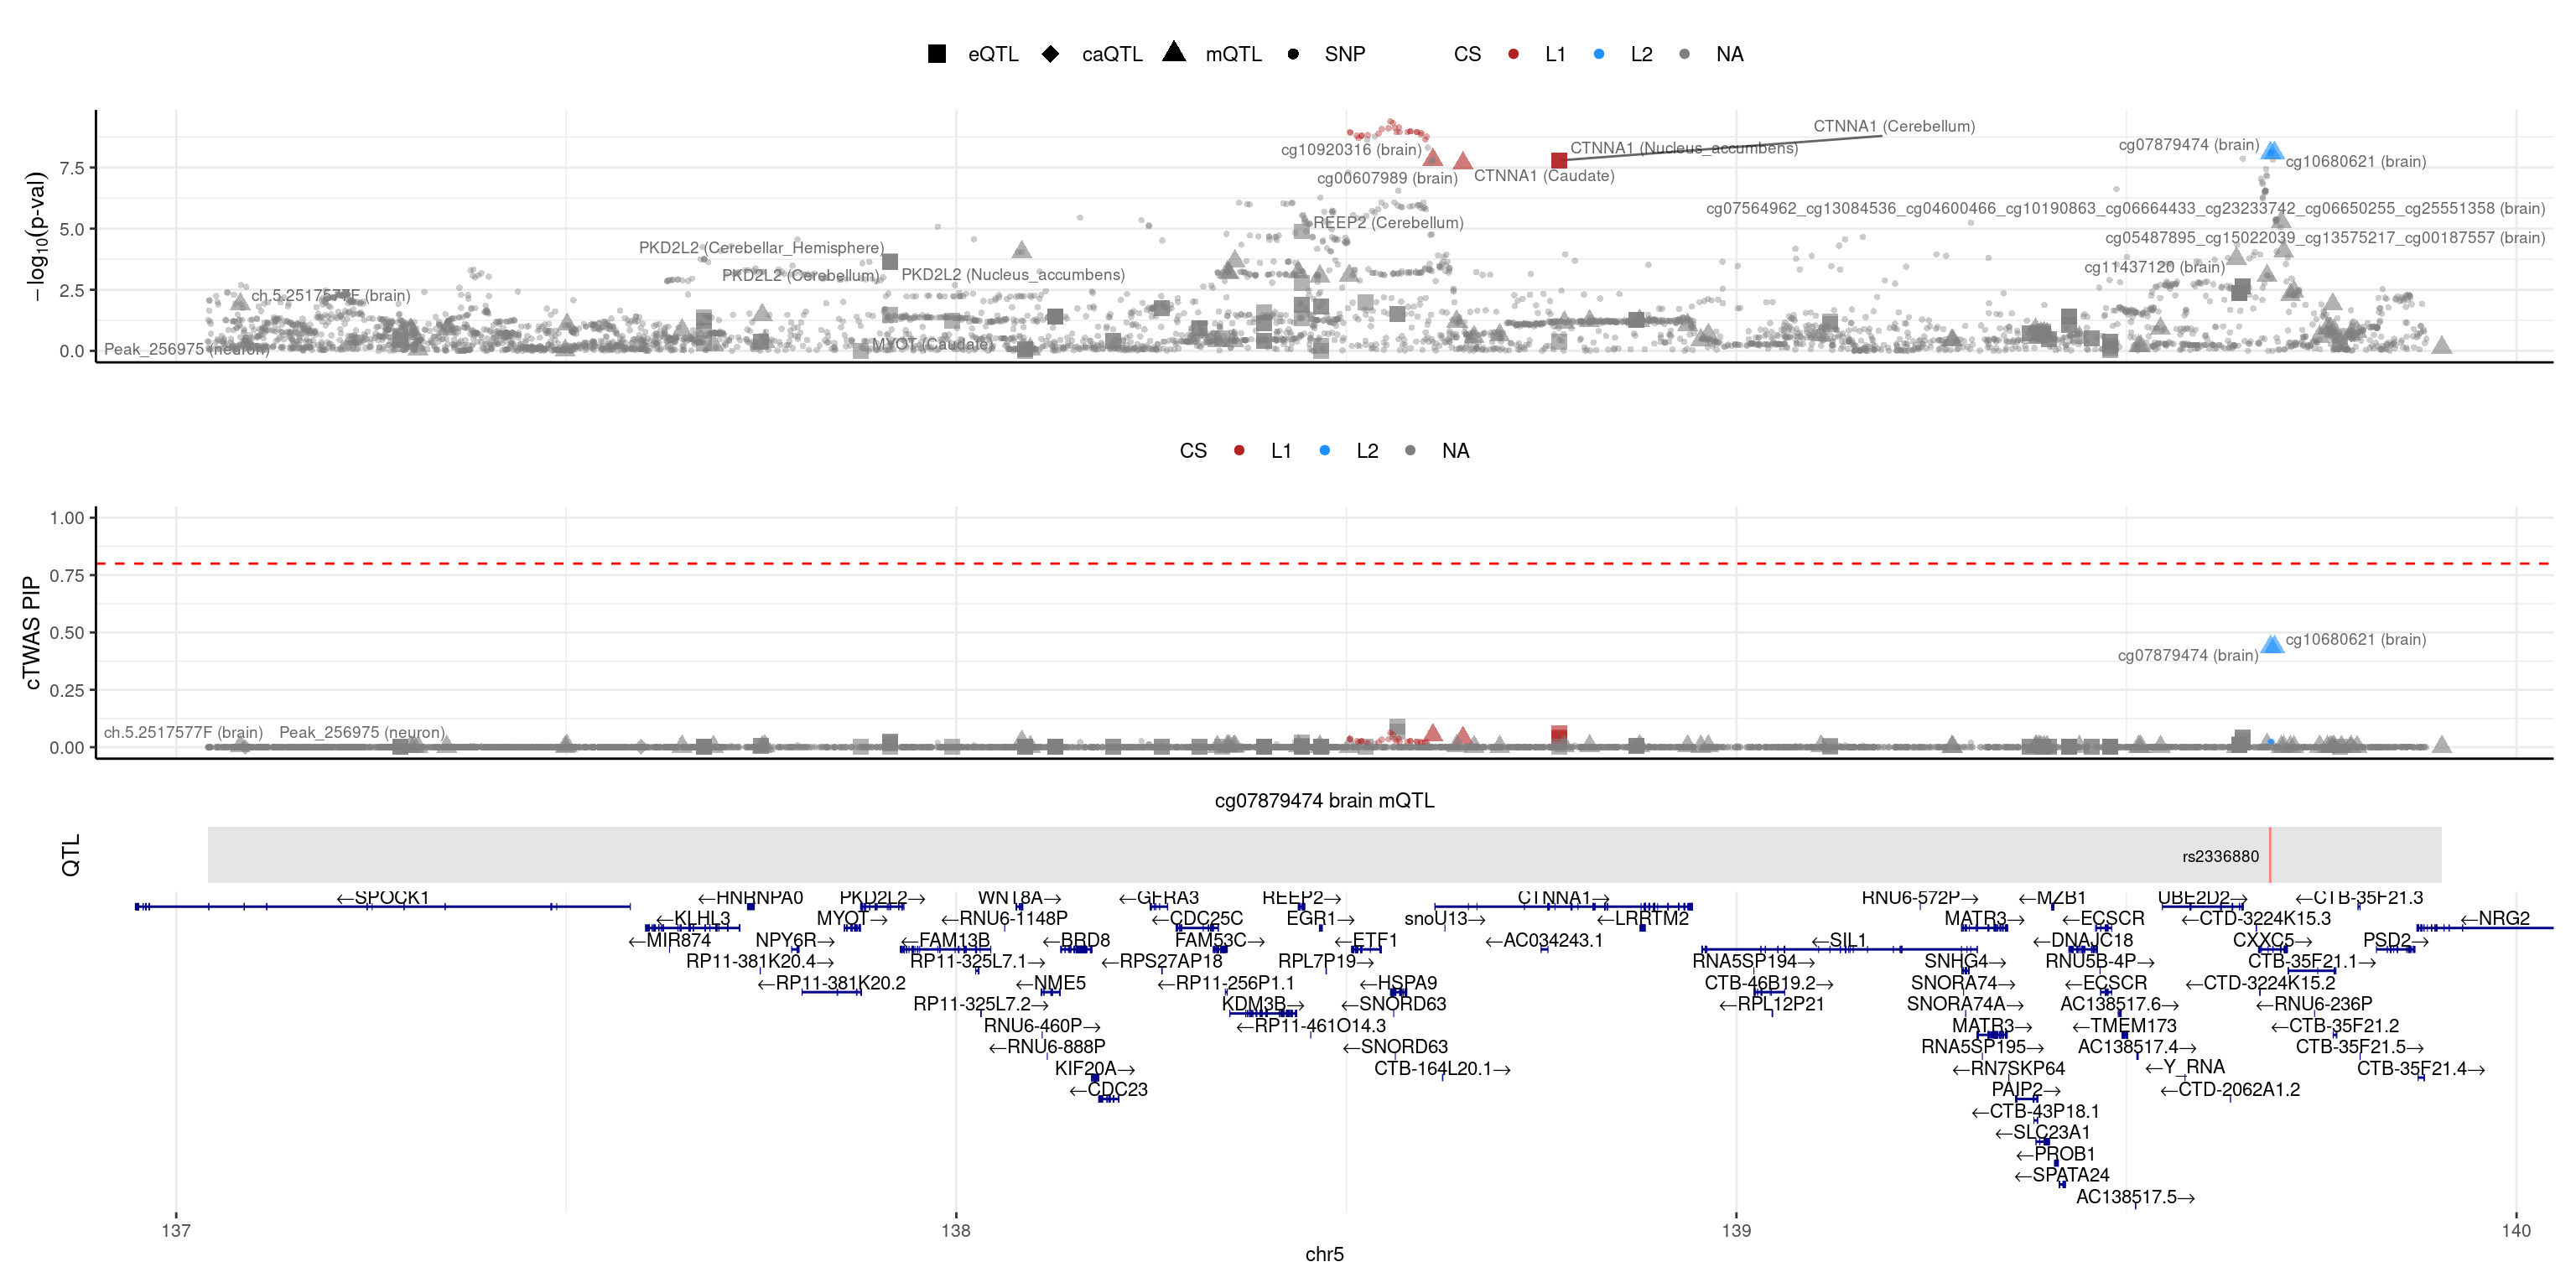 eQTL caQTL mQTL SNP CS L1 L2 NA
−log10(p-val)
7.5
5.0
2.5
0.0
CTNNA1 (Cerebellum)
cg10920316 (brain)
CTNNA1 (Nucleus_accumbens)
cg07879474 (brain)
cg10680621 (brain)
cg00607989 (brain)
CTNNA1 (Caudate)
cg07564962_cg13084536_cg04600466_cg10190863_cg06664433_cg23233742_cg06650255_cg25551358 (brain)
REEP2 (Cerebellum)
cg05487895_cg15022039_cg13575217_cg00187557 (brain)
PKD2L2 (Cerebellar_Hemisphere)
cg11437120 (brain)
PKD2L2 (Cerebellum)
PKD2L2 (Nucleus_accumbens)
ch.5.2517577F (brain)
MYOT (Caudate)
Peak_256975 (neuron)
CS L1 L2 NA
cTWAS PIP
1.00
0.75
0.50
0.25
0.00
cg10680621 (brain)
cg07879474 (brain)
ch.5.2517577F (brain) Peak_256975 (neuron)
cg07879474 brain mQTL
QTL
rs2336880
←SPOCK1 ←HNRNPA0 PKD2L2→ WNT8A→ ←GFRA3 REEP2→ CTNNA1→ RNU6-572P→ ←MZB1 UBE2D2→ ←CTB-35F21.3
←KLHL3 MYOT→ ←RNU6-1148P ←CDC25C EGR1→ snoU13→ ←LRRTM2 MATR3→ ←ECSCR ←CTD-3224K15.3 ←NRG2
←MIR874 NPY6R→ ←FAM13B ←BRD8 FAM53C→ ←ETF1 ←AC034243.1 ←SIL1 ←DNAJC18 CXXC5→ PSD2→
RP11-381K20.4→ RP11-325L7.1→ ←RPS27AP18 RPL7P19→ RNA5SP194→ SNHG4→ RNU5B-4P→ CTB-35F21.1→
←RP11-381K20.2 ←NME5 ←RP11-256P1.1 ←HSPA9 CTB-46B19.2→ SNORA74→ ←ECSCR ←CTD-3224K15.2
RP11-325L7.2→ KDM3B→ ←SNORD63 ←RPL12P21 SNORA74A→ AC138517.6→ ←RNU6-236P
RNU6-460P→ ←RP11-461O14.3 MATR3→ ←TMEM173 ←CTB-35F21.2
←RNU6-888P ←SNORD63 RNA5SP195→ AC138517.4→ CTB-35F21.5→
KIF20A→ CTB-164L20.1→ ←RN7SKP64 ←Y_RNA CTB-35F21.4→
←CDC23 PAIP2→ ←CTD-2062A1.2
←CTB-43P18.1
←SLC23A1
←PROB1
←SPATA24
AC138517.5→
137 138 139 140
chr5